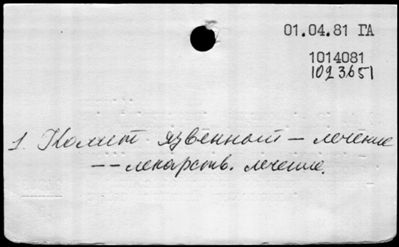 01.04.81 ГА
1014081
1023651
1 Колит язвенный – лечение
-- лекарств. лечение.